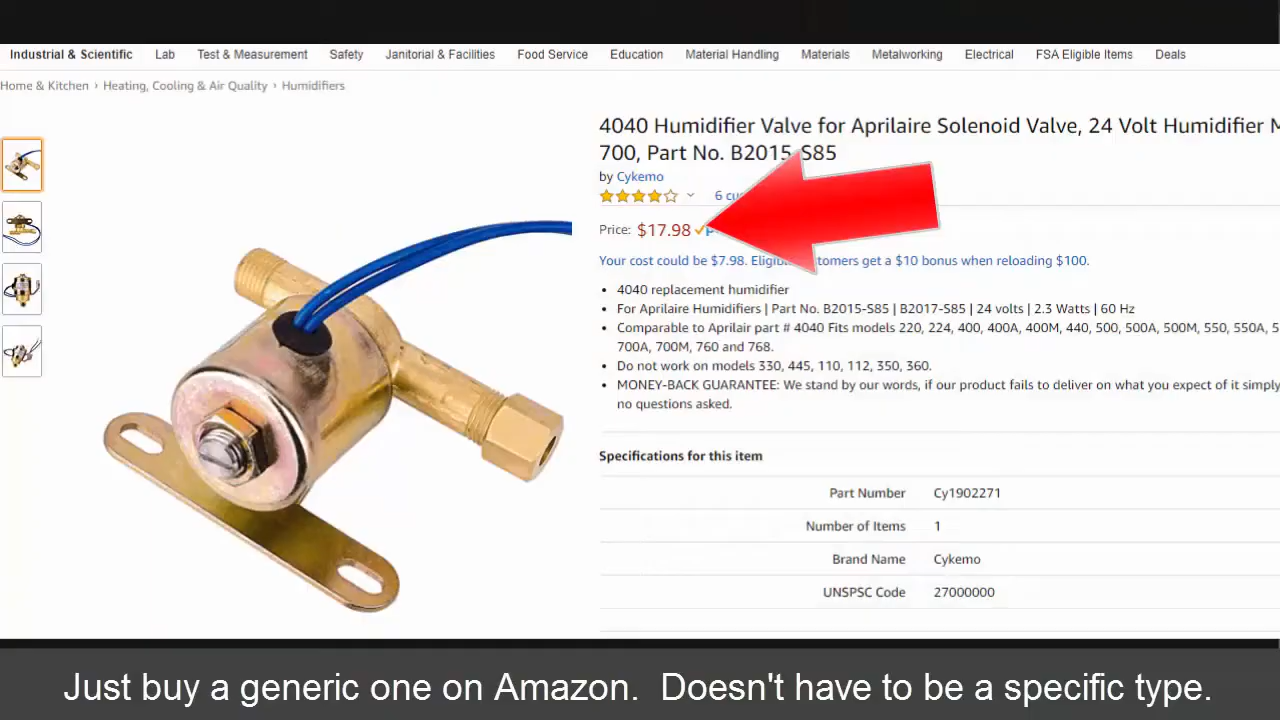 Industrial & Scientific Lab Test & Measurement Safety Janitorial & Facilities Food Service Education Material Handling Materials Metalworking Electrical FSA Eligible Items Deals
Home & Kitchen › Heating, Cooling & Air Quality › Humidifiers
4040 Humidifier Valve for Aprilaire Solenoid Valve, 24 Volt Humidifier
700, Part No. B2015-S85
by Cykemo
6
Price: $17.98
Your cost could be $7.98. get a $10 bonus when reloading $100.
• 4040 replacement humidifier
• For Aprilaire Humidifiers | Part No. B2015-S85 | B2017-S85 | 24 volts | 2.3 Watts | 60 Hz
• Comparable to Aprilair part # 4040 Fits models 220, 224, 400, 400A, 400M, 440, 500, 500A, 500M, 550, 550A,
700A, 700M, 760 and 768.
• Do not work on models 330, 445, 110, 112, 350, 360.
• MONEY-BACK GUARANTEE: We stand by our words, if our product fails to deliver on what you expect of it simply
no questions asked.
Specifications for this item
Part Number Cy1902271
Number of Items 1
Brand Name Cykemo
UNSPSC Code 27000000
Just buy a generic one on Amazon. Doesn't have to be a specific type.